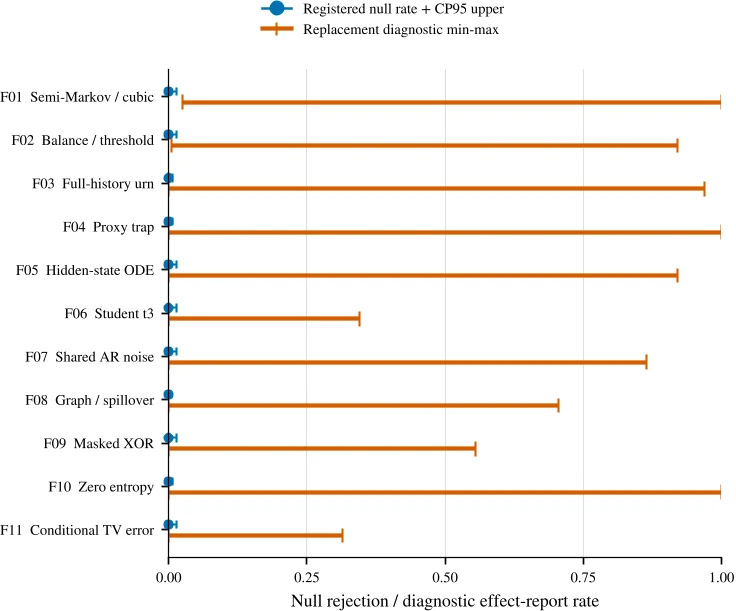 Registered null rate + CP95 upper
Replacement diagnostic min-max
F01 Semi-Markov / cubic
F02 Balance / threshold
F03 Full-history urn
F04 Proxy trap
F05 Hidden-state ODE
F06 Student t3
F07 Shared AR noise
F08 Graph / spillover
F09 Masked XOR
F10 Zero entropy
F11 Conditional TV error
0.00 0.25 0.50 0.75 1.00
Null rejection / diagnostic effect-report rate